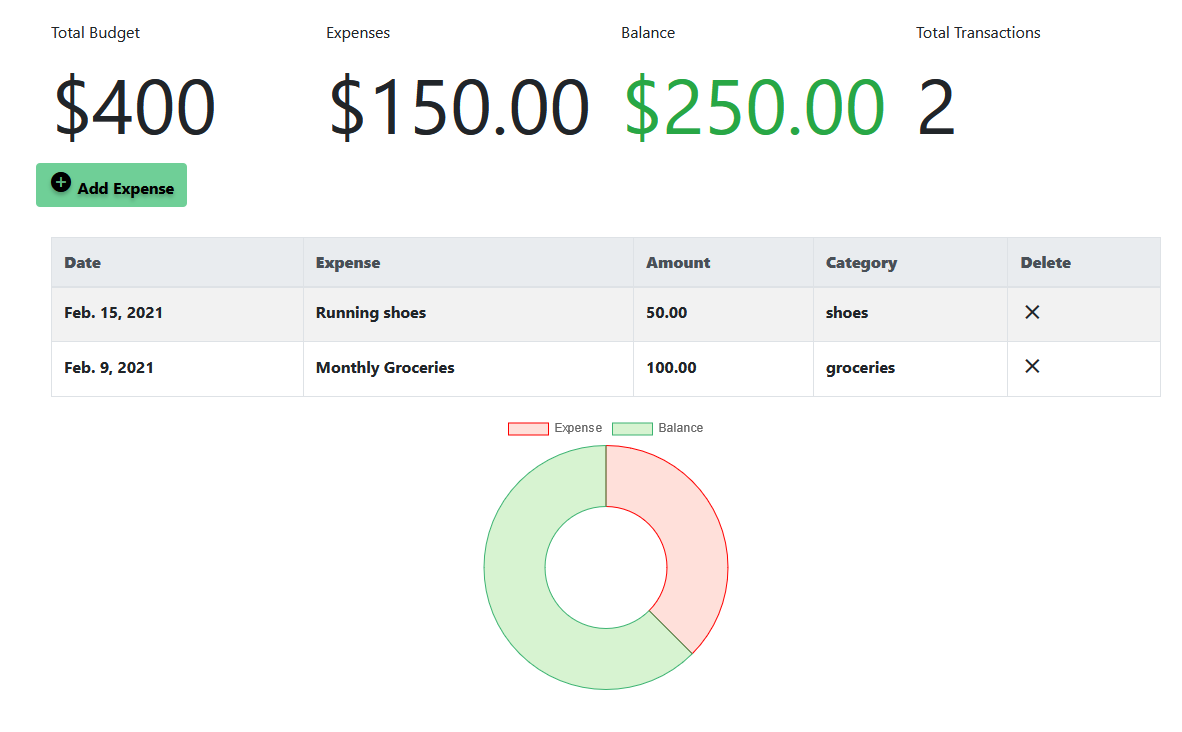 Total Budget Expenses Balance Total Transactions
$400 $150.00 $250.00 2
Add Expense
Date Expense Amount Category Delete
Feb. 15, 2021 Running shoes 50.00 shoes
Feb. 9, 2021 Monthly Groceries 100.00 groceries
Expense Balance